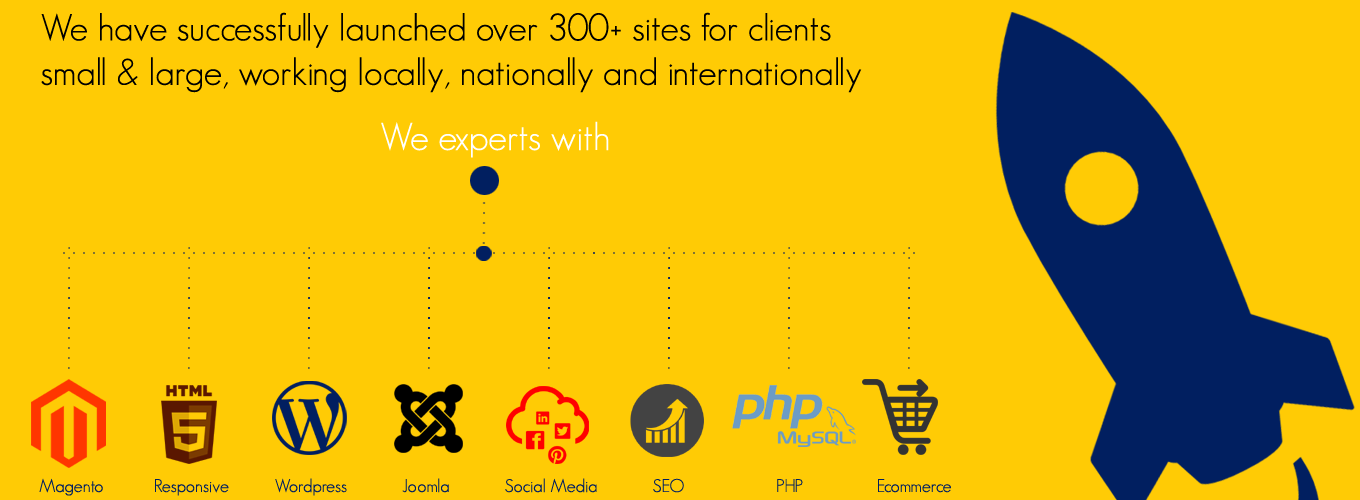 We have successfully launched over 300+ sites for clients
small & large, working locally, nationally and internationally
We experts with
HTML
5
W
in
f
php
MySQL
Magento Responsive Wordpress Joomla Social Media SEO PHP Ecommerce